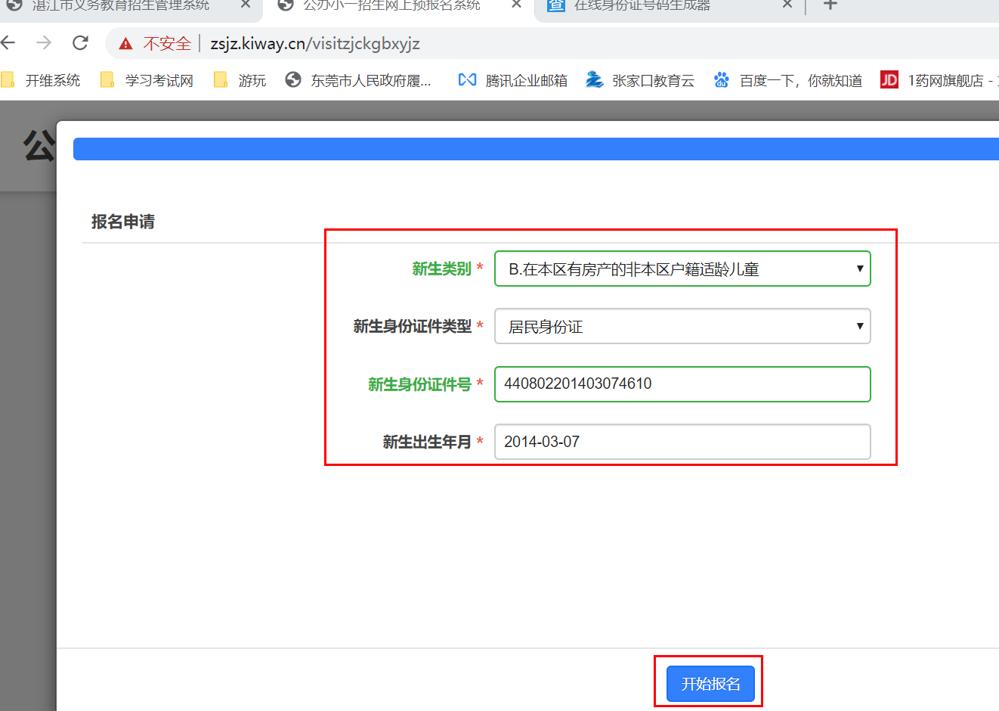 湛江市义务教育招生管理系统
公办小一招生网上预报名系统
在线身份证号码生成器
不安全
zsjz.kiway.cn/visitzjckgbxyjz
开维系统
学习考试网
游玩
东莞市人民政府履...
腾讯企业邮箱
张家口教育云
百度一下，你就知道
JD
1药网旗舰店 -
公
报名申请
新生类别 *
B.在本区有房产的非本区户籍适龄儿童
新生身份证件类型 *
居民身份证
新生身份证件号 *
440802201403074610
新生出生年月 *
2014-03-07
开始报名